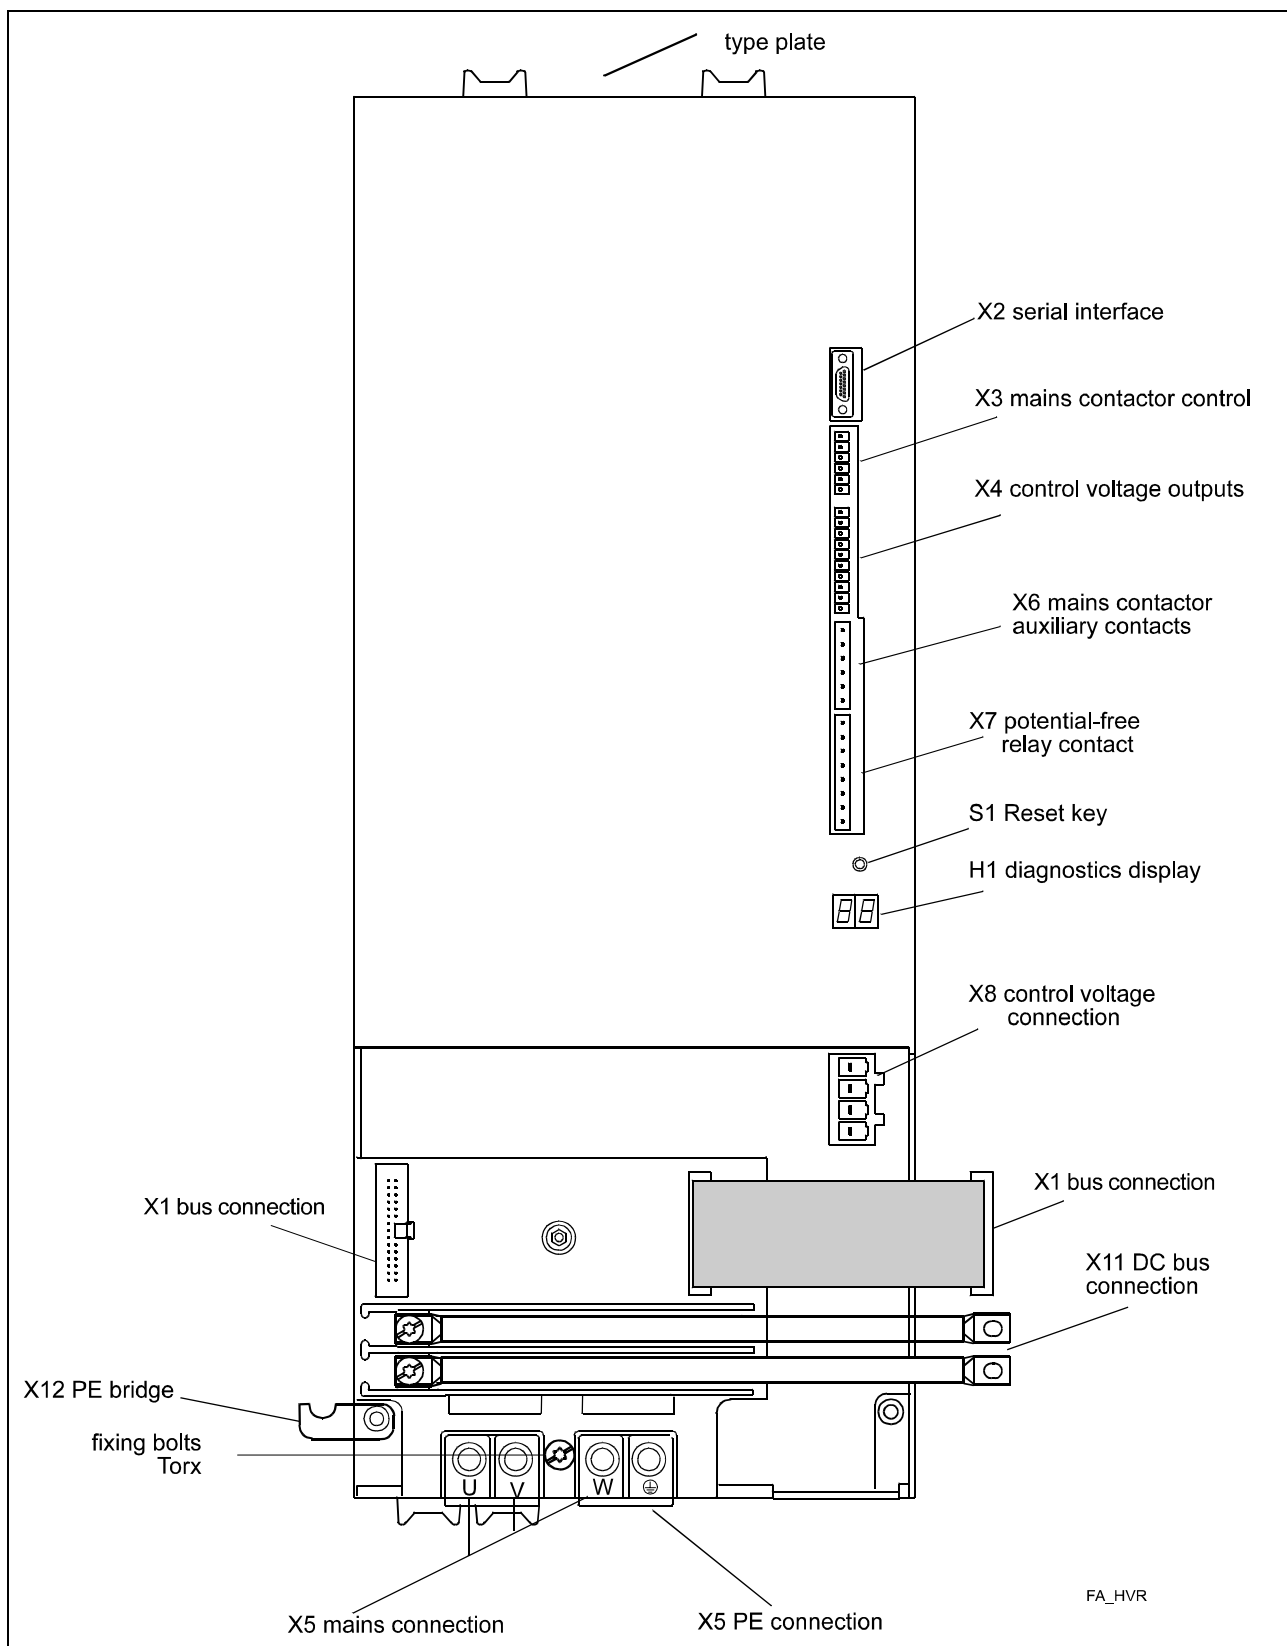 type plate
X2 serial interface
X3 mains contactor control
X4 control voltage outputs
X6 mains contactor
auxiliary contacts
X7 potential-free
relay contact
S1 Reset key
H1 diagnostics display
X8 control voltage
connection
X1 bus connection
X1 bus connection
X11 DC bus
connection
X12 PE bridge
fixing bolts
Torx
U
V
W
X5 mains connection
X5 PE connection
FA_HVR